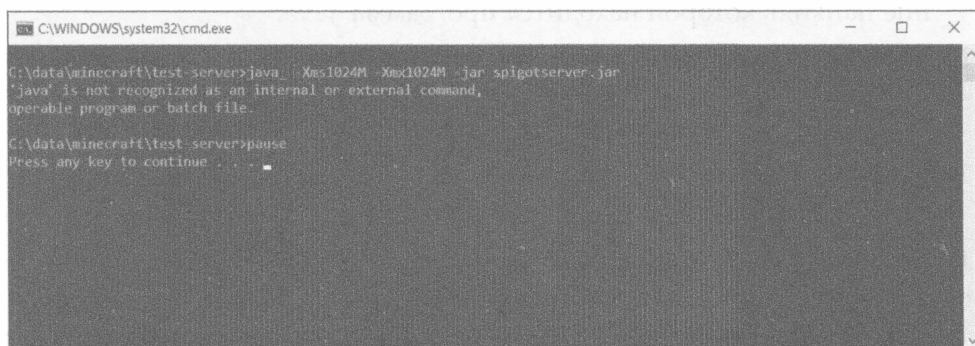 C:\WINDOWS\system32\cmd.exe
C:\data\minecraft\test-server>java -Xms1024M -Xmx1024M -jar spigotserver.jar
'java' is not recognized as an internal or external command,
operable program or batch file.
C:\data\minecraft\test-server>pause
Press any key to continue . . .